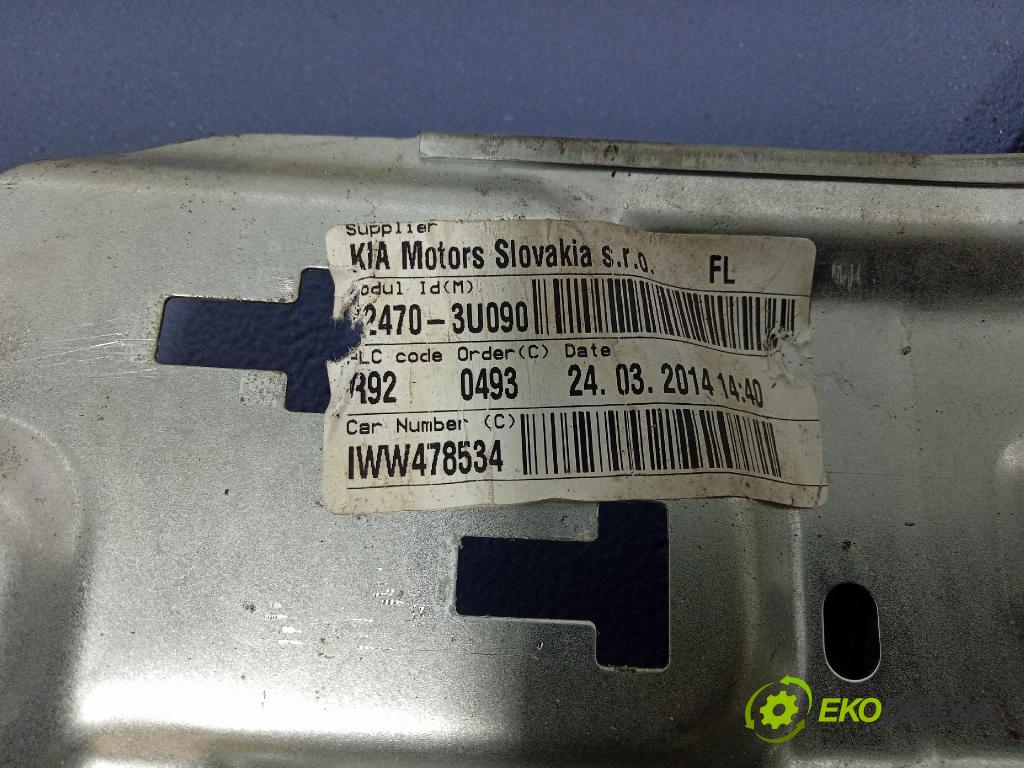 Supplier
KIA Motors Slovakia s.r.o. FL
odul Id(M)
2470-3U090
LC code Order(C) Date
R92 0493 24. 03. 2014 14:40
Car Number (C)
IWW478534
EKO